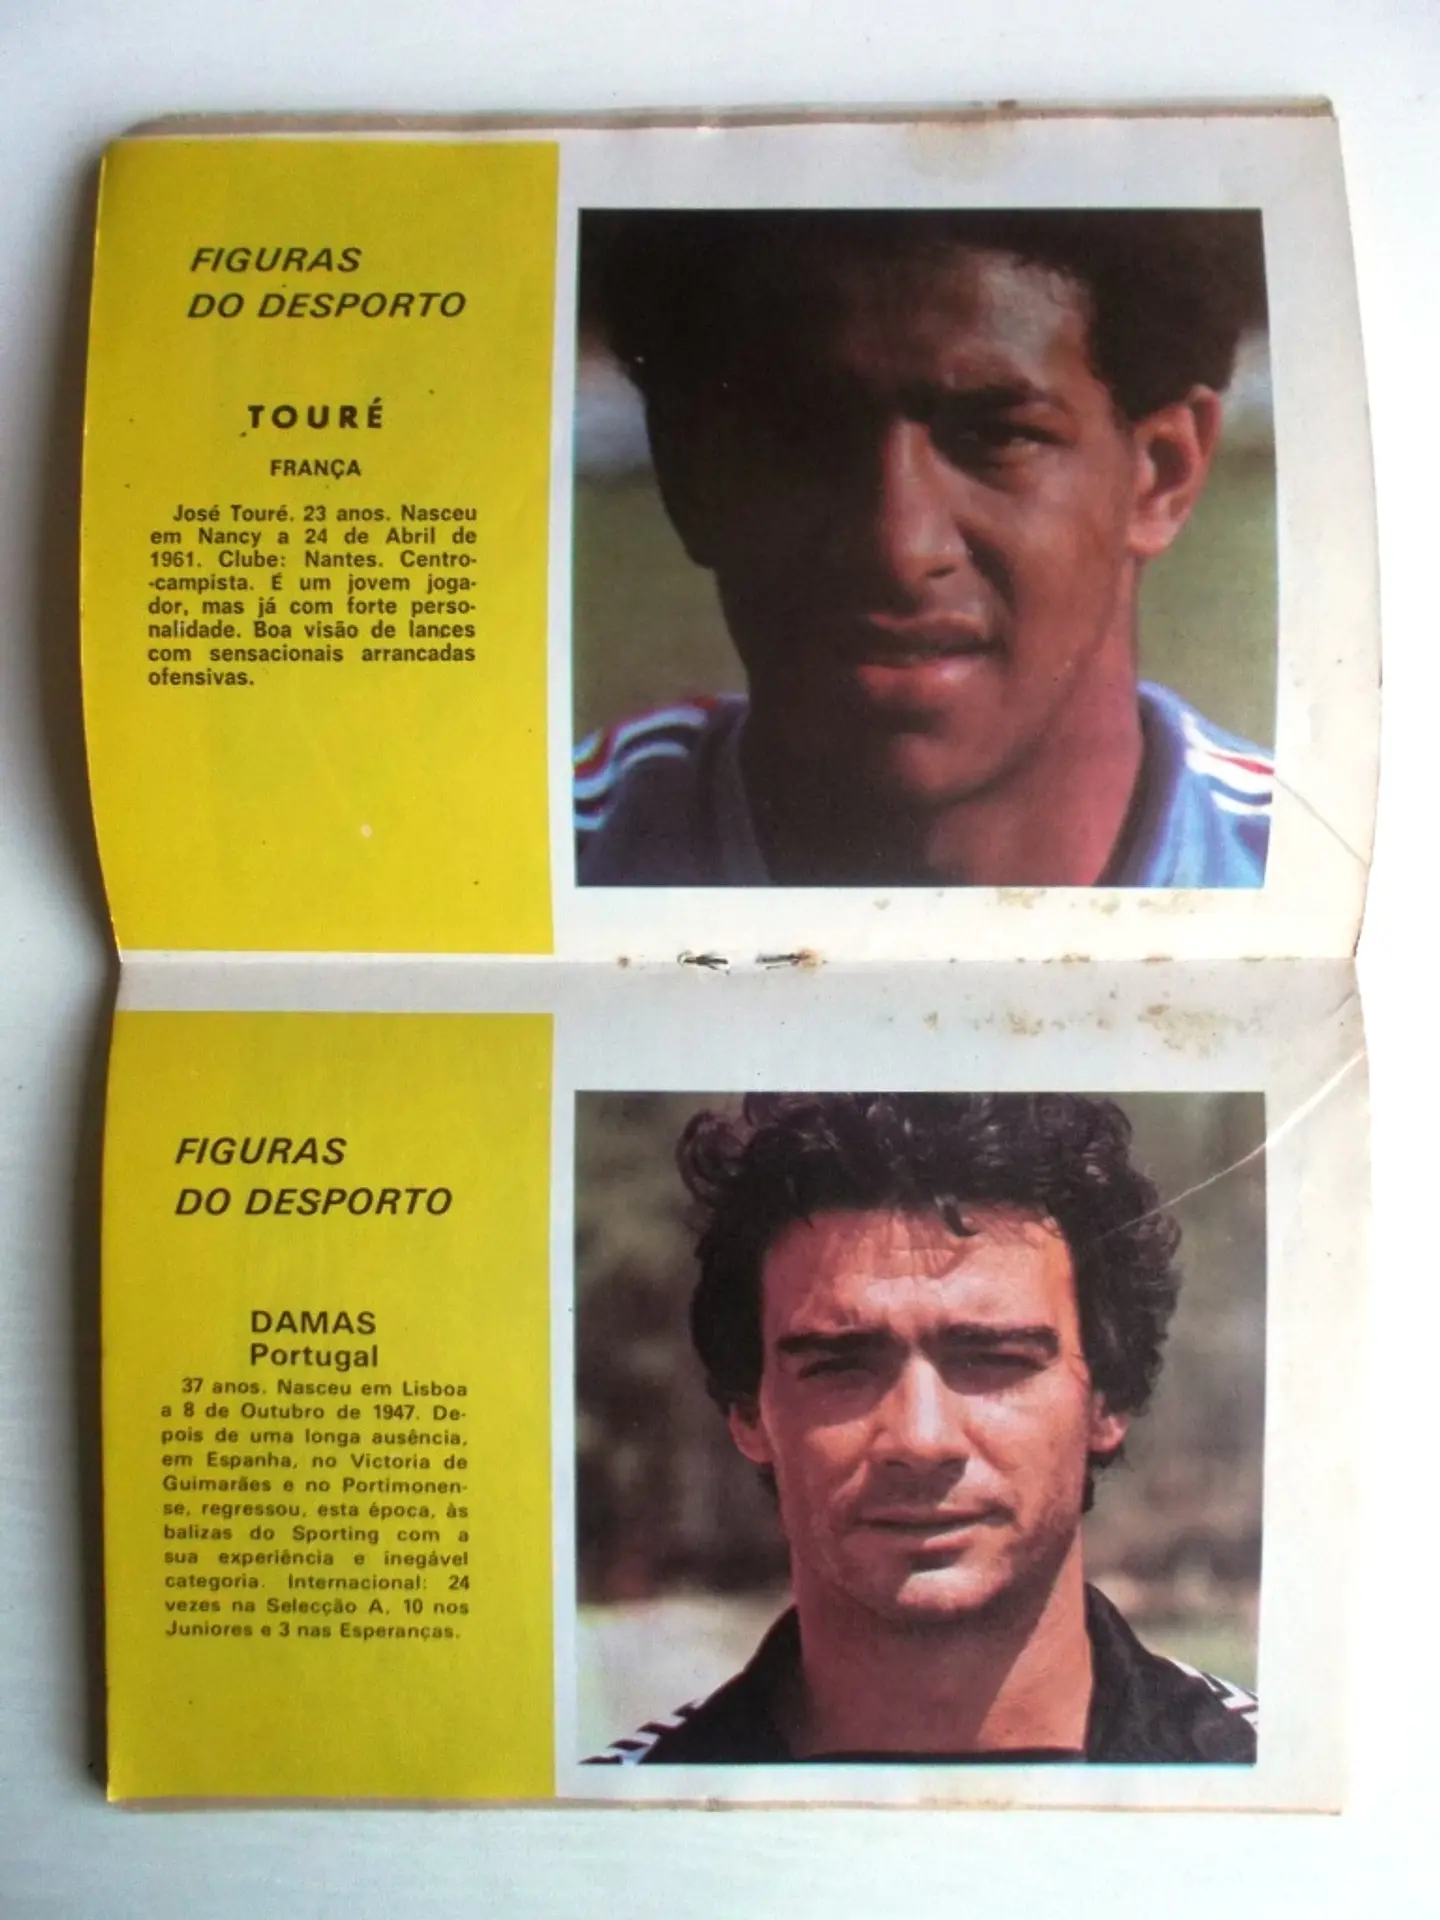 FIGURAS
DO DESPORTO
TOURÉ
FRANÇA
José Touré. 23 anos. Nasceu
em Nancy a 24 de Abril de
1961. Clube: Nantes. Centro-
-campista. É um jovem joga-
dor, mas já com forte perso-
nalidade. Boa visão de lances
com sensacionais arrancadas
ofensivas.
FIGURAS
DO DESPORTO
DAMAS
Portugal
37 anos. Nasceu em Lisboa
a 8 de Outubro de 1947. De-
pois de uma longa ausência,
em Espanha, no Victoria de
Guimarães e no Portimonen-
se, regressou, esta época, às
balizas do Sporting com a
sua experiência e inegável
categoria. Internacional: 24
vezes na Selecção A, 10 nos
Juniores e 3 nas Esperanças.